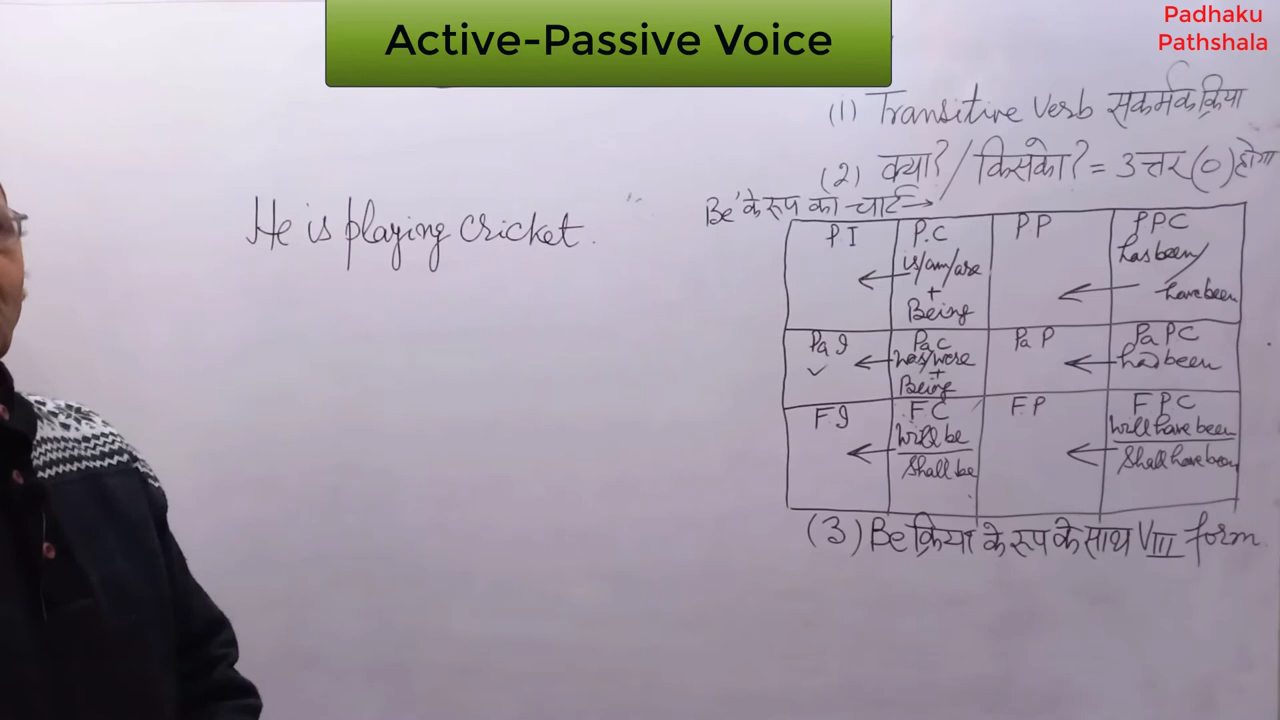 Active-Passive Voice
Padhaku
Pathshala
(1) Transitive Verb सकर्मक क्रिया
(2) क्या? / किसको? = उत्तर (0) होगा
He is playing cricket.
Be' के रूप का चार्ट →
P I P.C P P P P C
is/am/are + Being
has been/ have been
Pa I Pa C Pa P Pa P C
was/were + Being
had been
F I F C F P F P C
will be
shall be
will have been
shall have been
(3) Be क्रिया के रूप के साथ VIII form